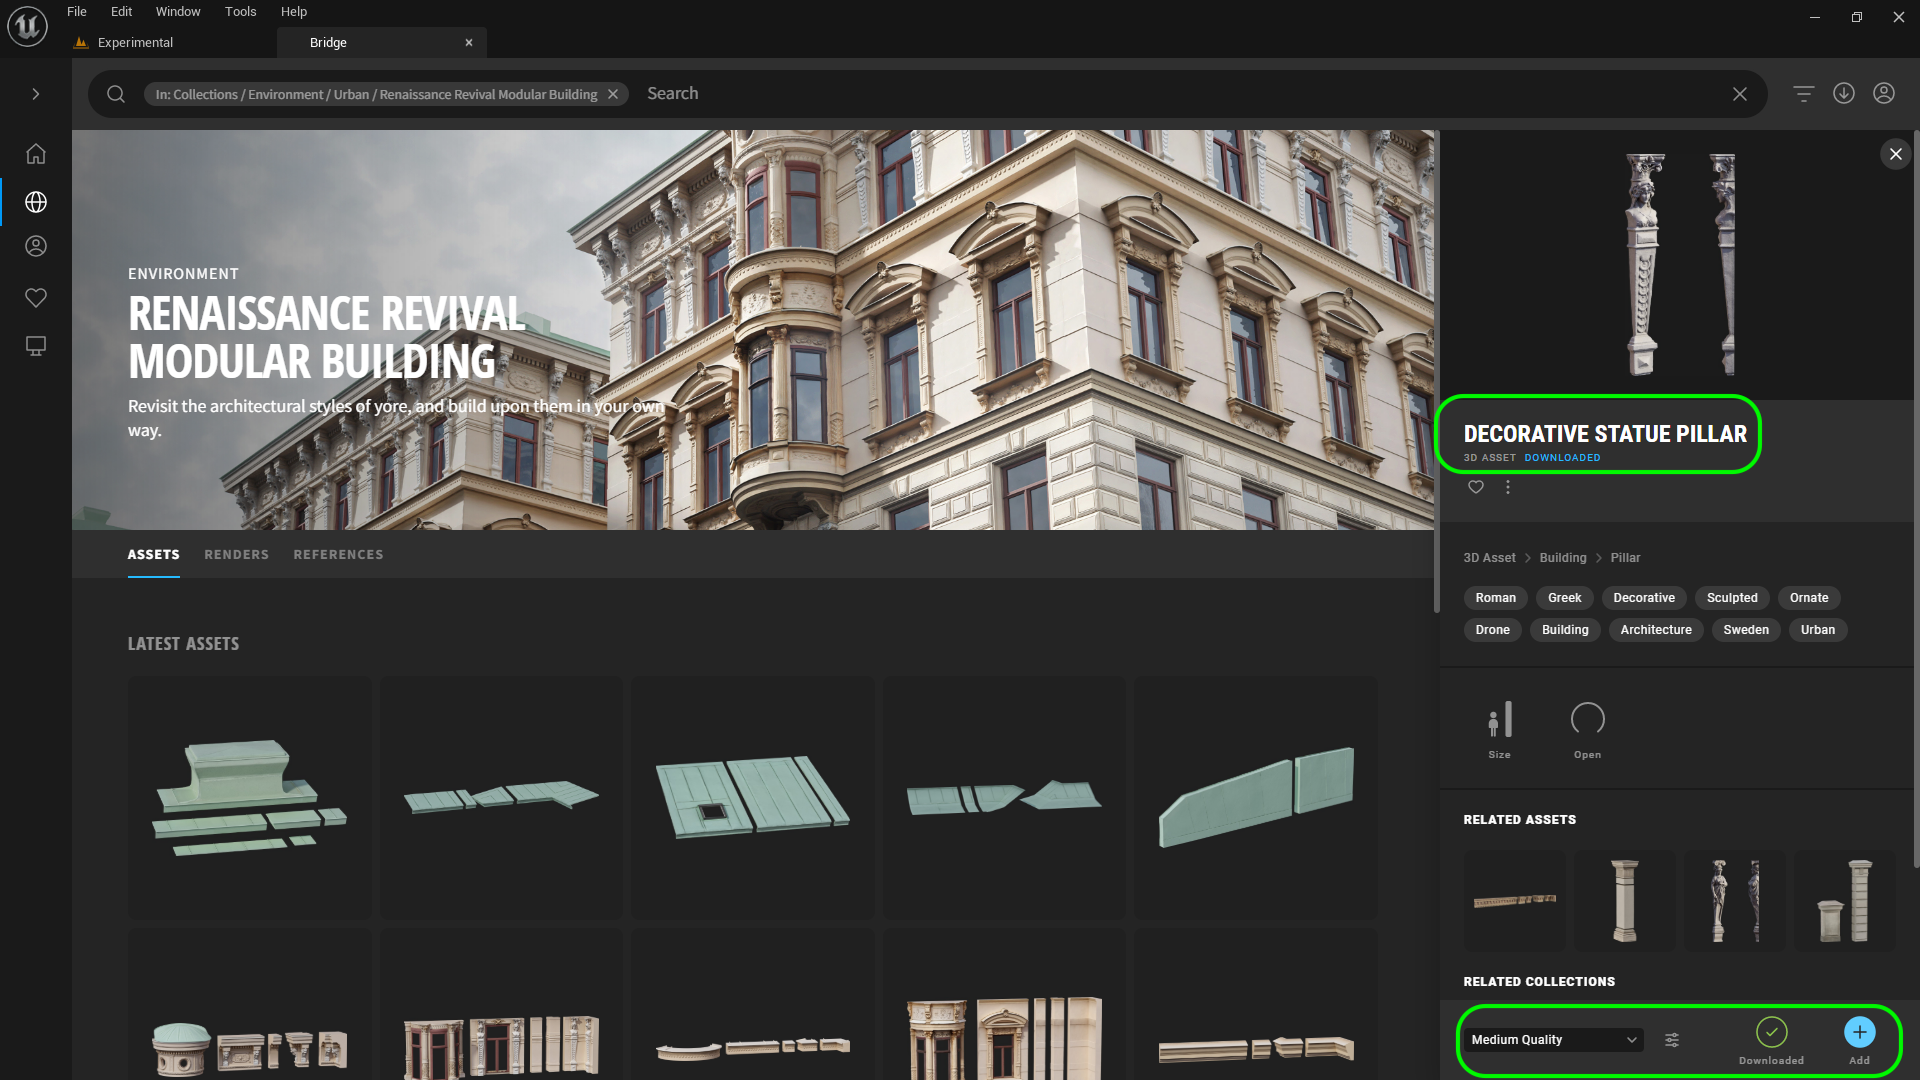 File Edit Window Tools Help
Experimental
Bridge
In: Collections / Environment / Urban / Renaissance Revival Modular Building
Search
ENVIRONMENT
RENAISSANCE REVIVAL
MODULAR BUILDING
Revisit the architectural styles of yore, and build upon them in your own
way.
ASSETS RENDERS REFERENCES
LATEST ASSETS
DECORATIVE STATUE PILLAR
3D ASSET DOWNLOADED
3D Asset > Building > Pillar
Roman Greek Decorative Sculpted Ornate
Drone Building Architecture Sweden Urban
Size Open
RELATED ASSETS
RELATED COLLECTIONS
Medium Quality
Downloaded Add